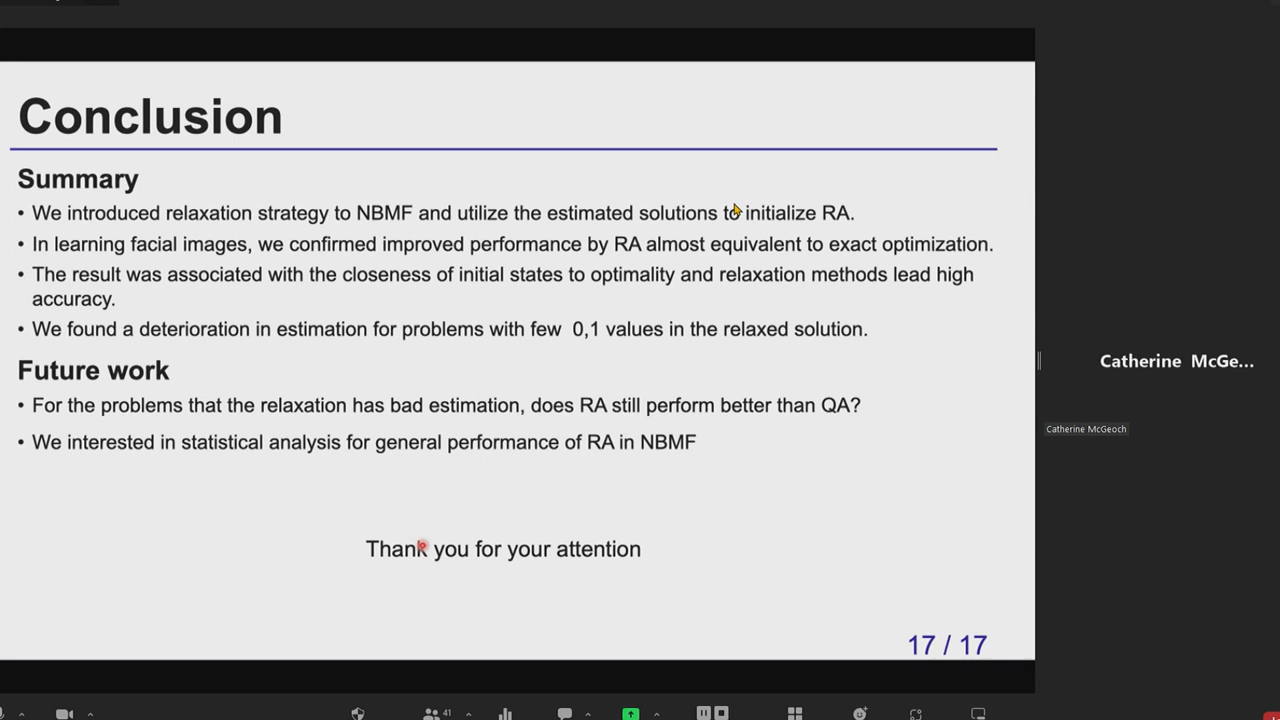 Conclusion
Summary
• We introduced relaxation strategy to NBMF and utilize the estimated solutions to initialize RA.
• In learning facial images, we confirmed improved performance by RA almost equivalent to exact optimization.
• The result was associated with the closeness of initial states to optimality and relaxation methods lead high
accuracy.
• We found a deterioration in estimation for problems with few 0,1 values in the relaxed solution.
Future work
• For the problems that the relaxation has bad estimation, does RA still perform better than QA?
• We interested in statistical analysis for general performance of RA in NBMF
Thank you for your attention
17 / 17
Catherine McGe...
Catherine McGeoch
41